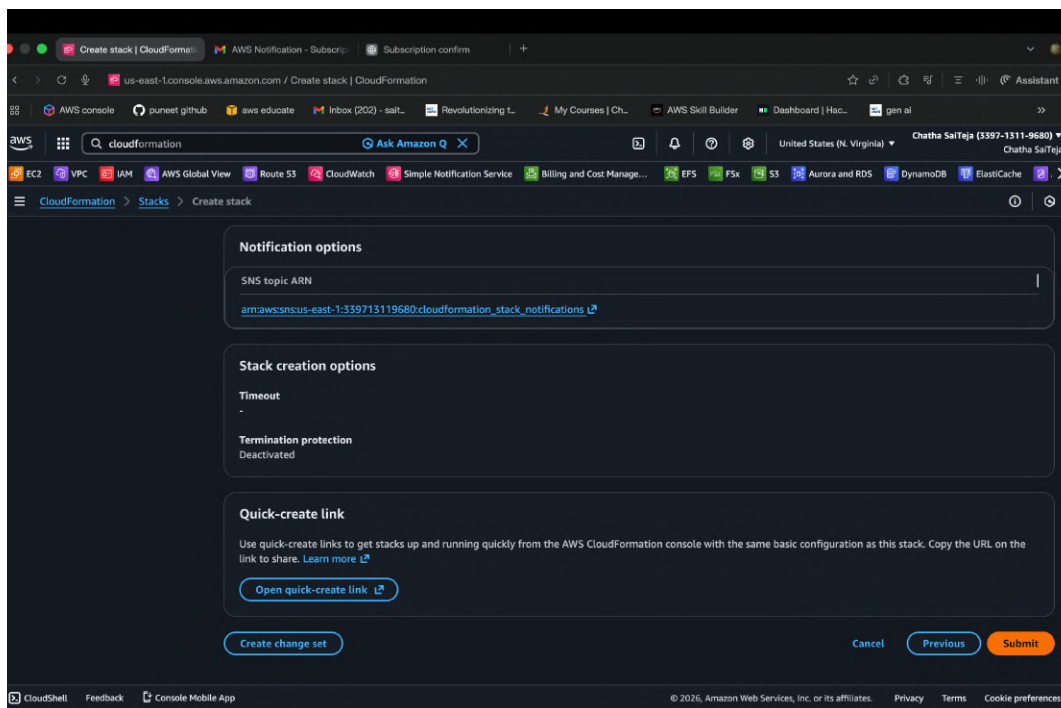 Create stack | CloudFormati
AWS Notification - Subscrip
Subscription confirm
us-east-1.console.aws.amazon.com / Create stack | CloudFormation
Assistant
AWS console
puneet github
aws educate
Inbox (202) - sait...
Revolutionizing t...
My Courses | Ch...
AWS Skill Builder
Dashboard | Hac...
gen ai
aws
cloudformation
Ask Amazon Q
United States (N. Virginia)
Chatha SaiTeja (3397-1311-9680)
Chatha SaiTeja
EC2
VPC
IAM
AWS Global View
Route 53
CloudWatch
Simple Notification Service
Billing and Cost Manage...
EFS
FSx
S3
Aurora and RDS
DynamoDB
ElastiCache
CloudFormation > Stacks > Create stack
Notification options
SNS topic ARN
arn:aws:sns:us-east-1:339713119680:cloudformation_stack_notifications
Stack creation options
Timeout
-
Termination protection
Deactivated
Quick-create link
Use quick-create links to get stacks up and running quickly from the AWS CloudFormation console with the same basic configuration as this stack. Copy the URL on the
link to share. Learn more
Open quick-create link
Create change set
Cancel
Previous
Submit
CloudShell
Feedback
Console Mobile App
© 2026, Amazon Web Services, Inc. or its affiliates.
Privacy
Terms
Cookie preferences